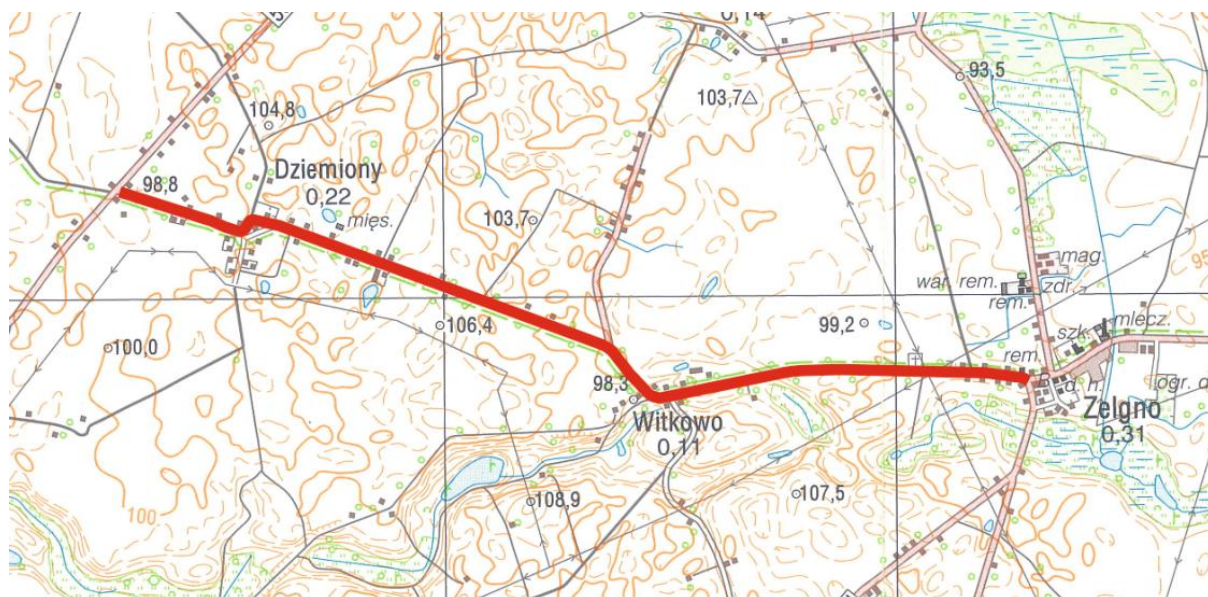 0,14
93,5
103,7
104,8
Dziemiony
0,22
98,8
mięs.
103,7
mag.
war. rem.
zdr.
rem.
95
106,4
99,2
szk.
mlecz.
rem.
100,0
98,3
d. h.
ogr. d
Witkowo
0,11
Zelgno
0,31
100
108,9
107,5